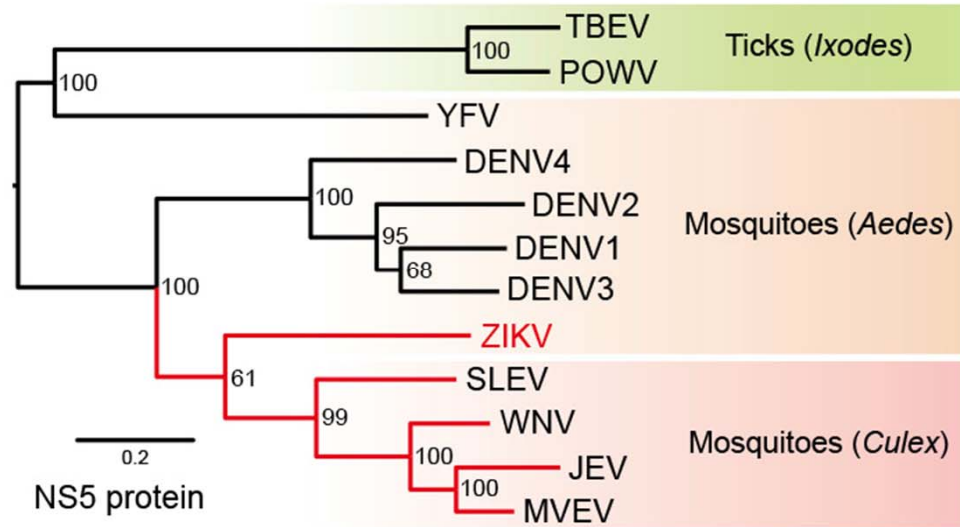 TBEV
100
POWV
Ticks (Ixodes)
100
YFV
DENV4
100
DENV2
95
DENV1
68
DENV3
Mosquitoes (Aedes)
100
ZIKV
61
SLEV
99
WNV
100
JEV
100
MVEV
Mosquitoes (Culex)
0.2
NS5 protein